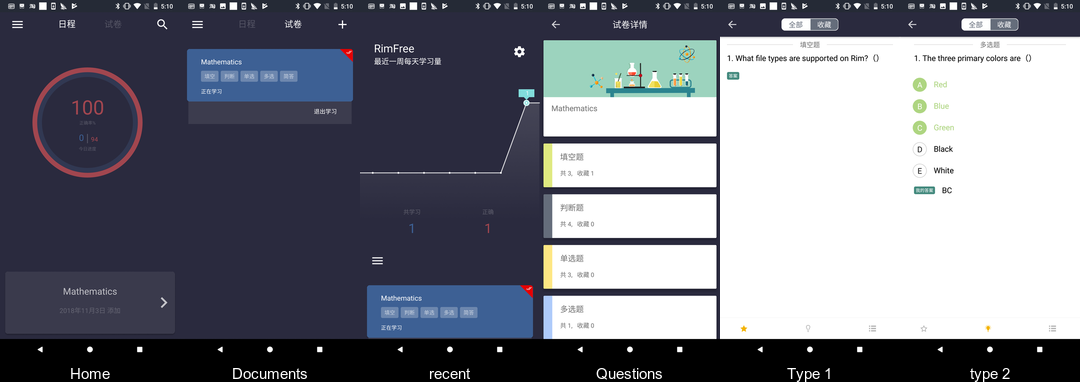 5:10
日程
试卷
100
正确率%
0 | 94
今日进度
Mathematics
2018年11月3日 添加
Home
5:10
日程
试卷
Mathematics
填空
判断
单选
多选
简答
正在学习
退出学习
Documents
5:10
RimFree
最近一周每天学习量
1
共学习
正确
1
1
Mathematics
填空
判断
单选
多选
简答
正在学习
recent
5:10
试卷详情
Mathematics
填空题
共 3, 收藏 1
判断题
共 4, 收藏 0
单选题
共 3, 收藏 0
多选题
共 1, 收藏 0
Questions
5:10
全部
收藏
填空题
1. What file types are supported on Rim?（）
答案
Type 1
5:10
全部
收藏
多选题
1. The three primary colors are（）
A Red
B Blue
C Green
D Black
E White
我的答案 BC
type 2